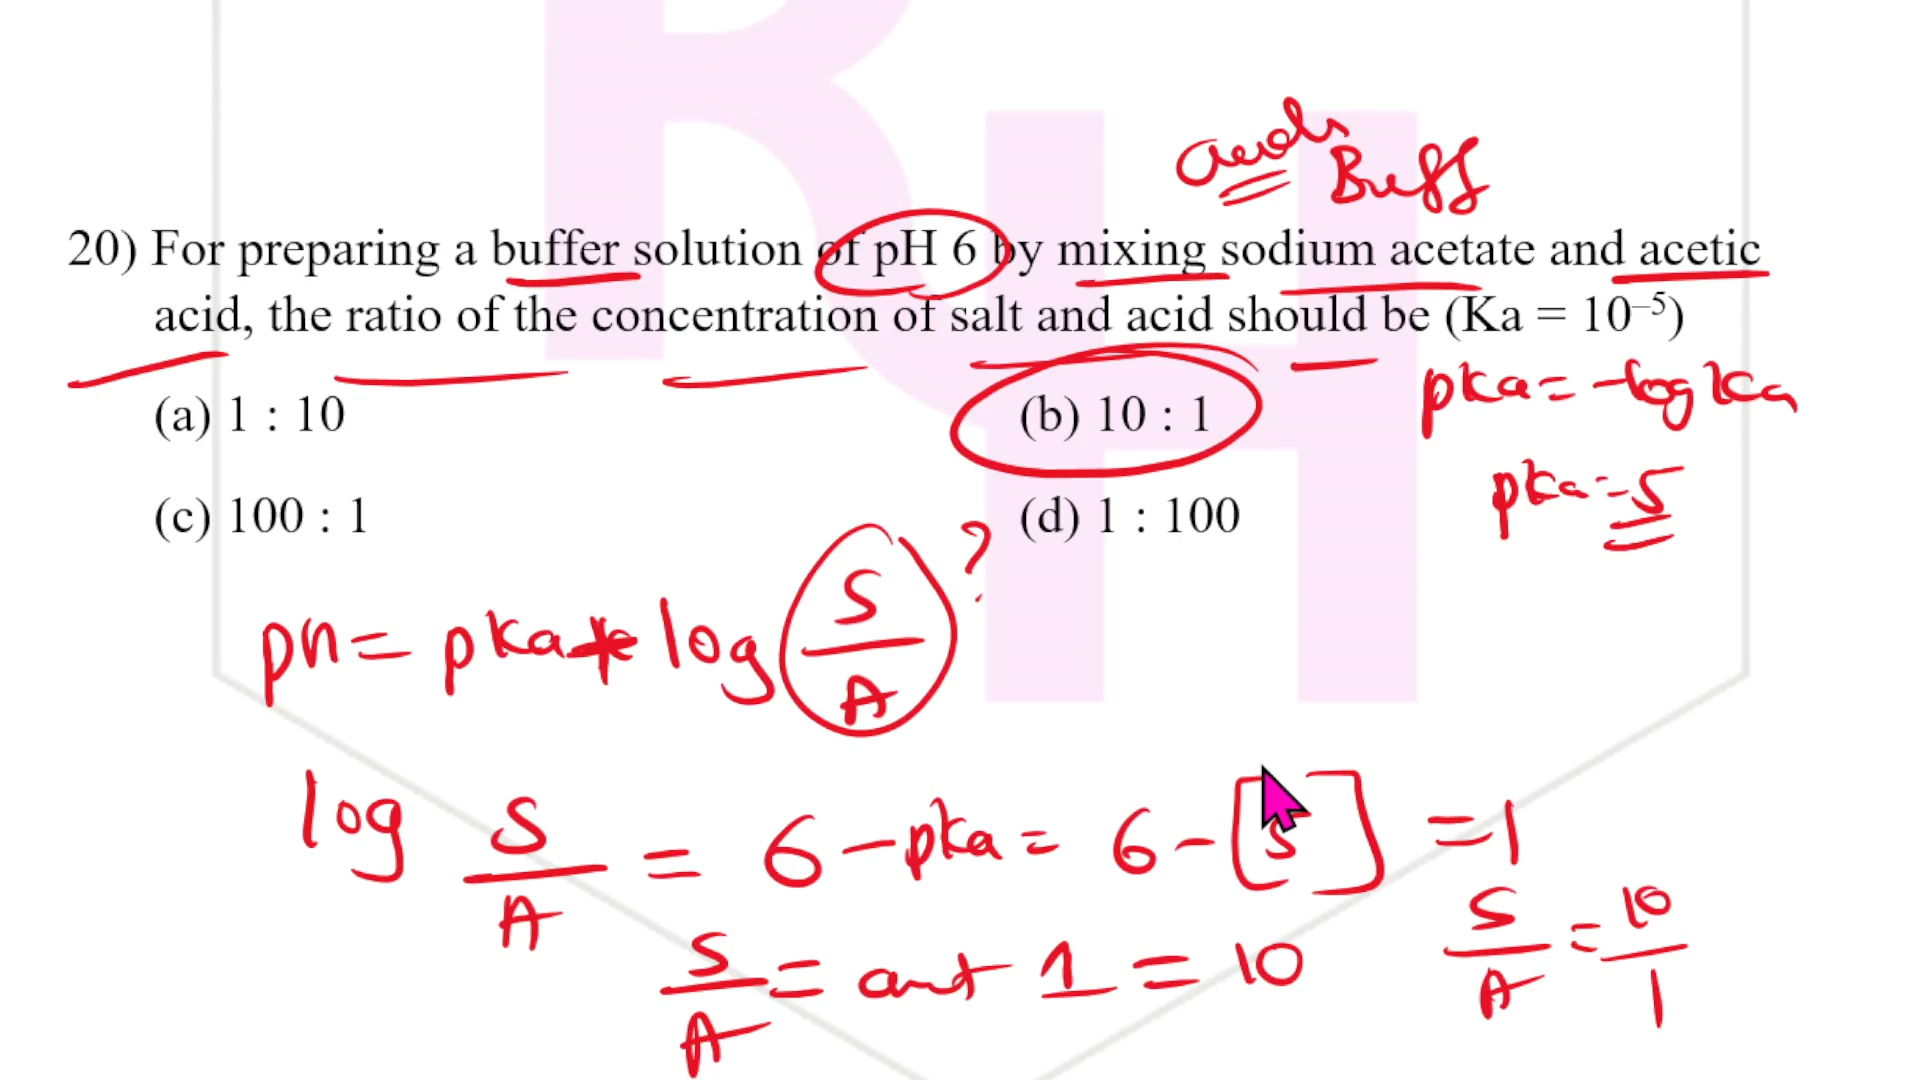 acidic Buff
20) For preparing a buffer solution of pH 6 by mixing sodium acetate and acetic
acid, the ratio of the concentration of salt and acid should be (Ka = 10⁻⁵)
(a) 1 : 10 (b) 10 : 1
pka = -log ka
(c) 100 : 1 (d) 1 : 100
pka = 5
pH = pka + log S/A ?
log S/A = 6 - pka = 6 - [5] = 1
S/A = ant 1 = 10
S/A = 10/1
RH